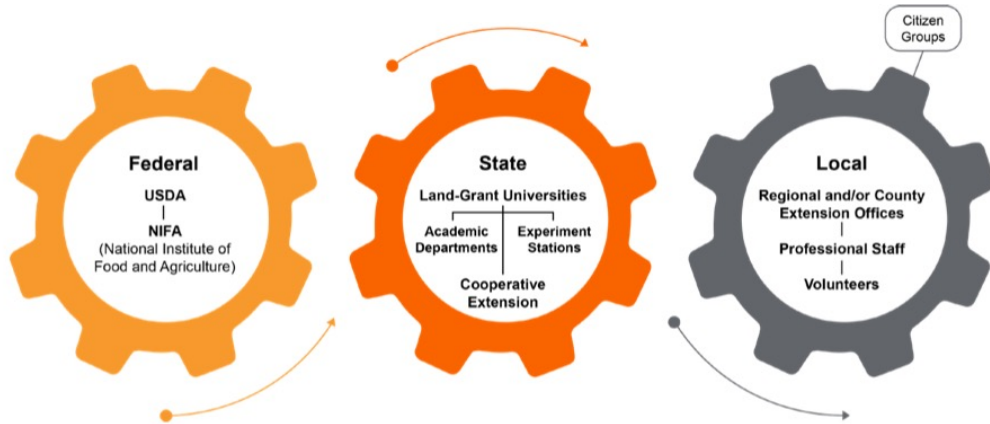 Citizen
Groups
Federal
USDA
NIFA
(National Institute of
Food and Agriculture)
State
Land-Grant Universities
Academic
Departments
Experiment
Stations
Cooperative
Extension
Local
Regional and/or County
Extension Offices
Professional Staff
Volunteers